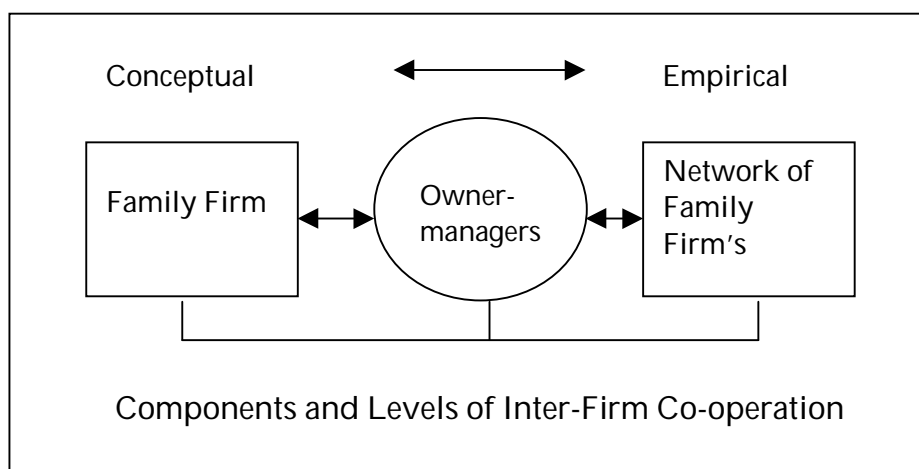 Conceptual
Empirical
Family Firm
Owner-
managers
Network of
Family
Firm's
Components and Levels of Inter-Firm Co-operation